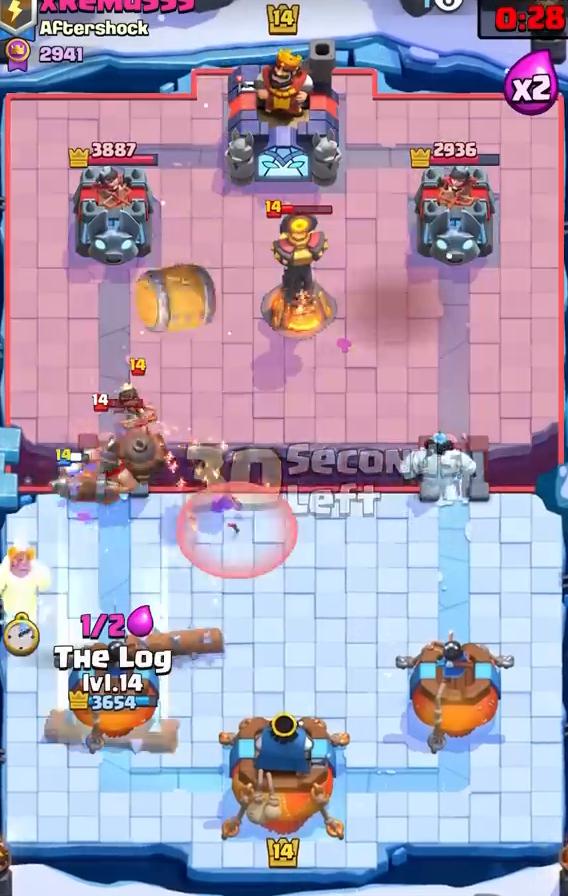 Aftershock
14
0:28
2941
x2
3887
2936
14
14
14
14
30 Seconds
Left
1/2
The Log
lvl.14
3654
14